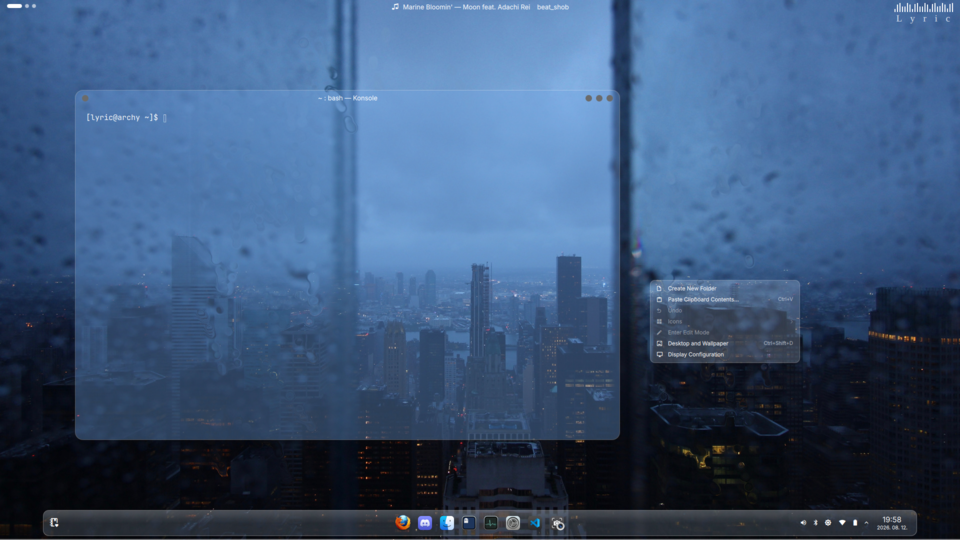 Marine Bloomin' — Moon feat. Adachi Rei beat_shob
Lyric
~ : bash — Konsole
[lyric@archy ~]$
Create New Folder
Paste Clipboard Contents... Ctrl+V
Undo
Icons
Enter Edit Mode
Desktop and Wallpaper Ctrl+Shift+D
Display Configuration
19:58
2026. 08. 12.